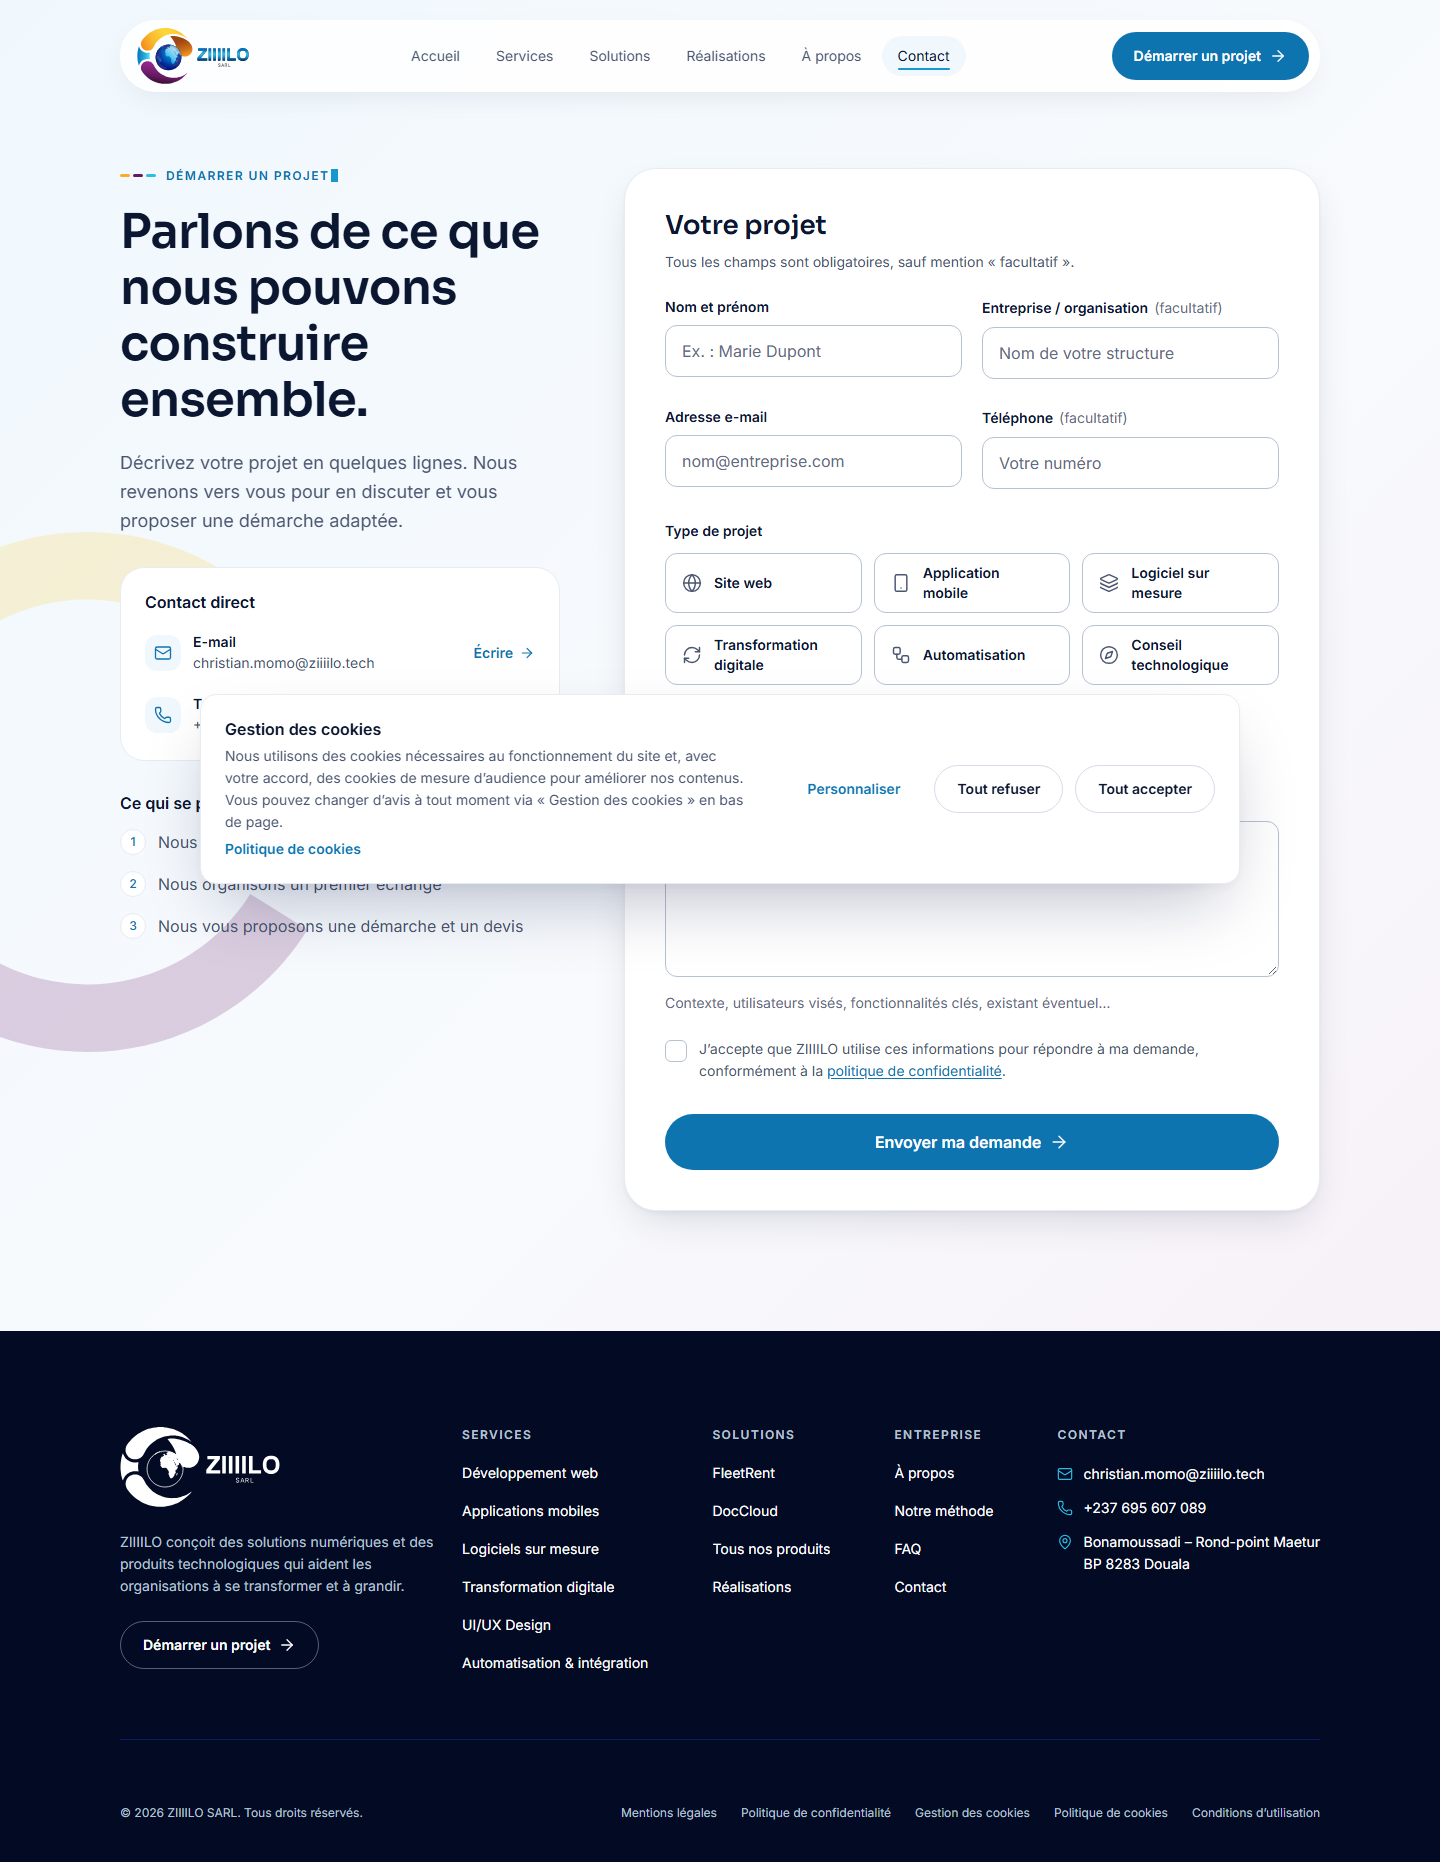 ZIIIILO
SARL
Accueil
Services
Solutions
Réalisations
À propos
Contact
Démarrer un projet
DÉMARRER UN PROJET
Parlons de ce que
nous pouvons
construire
ensemble.
Décrivez votre projet en quelques lignes. Nous
revenons vers vous pour en discuter et vous
proposer une démarche adaptée.
Contact direct
E-mail
christian.momo@ziiiilo.tech
Écrire
Ce qui se
1
Nous
2
Nous organisons un premier échange
3
Nous vous proposons une démarche et un devis
Votre projet
Tous les champs sont obligatoires, sauf mention « facultatif ».
Nom et prénom
Ex. : Marie Dupont
Entreprise / organisation (facultatif)
Nom de votre structure
Adresse e-mail
nom@entreprise.com
Téléphone (facultatif)
Votre numéro
Type de projet
Site web
Application
mobile
Logiciel sur
mesure
Transformation
digitale
Automatisation
Conseil
technologique
Gestion des cookies
Nous utilisons des cookies nécessaires au fonctionnement du site et, avec
votre accord, des cookies de mesure d’audience pour améliorer nos contenus.
Vous pouvez changer d’avis à tout moment via « Gestion des cookies » en bas
de page.
Politique de cookies
Personnaliser
Tout refuser
Tout accepter
Contexte, utilisateurs visés, fonctionnalités clés, existant éventuel…
J’accepte que ZIIIILO utilise ces informations pour répondre à ma demande,
conformément à la politique de confidentialité.
Envoyer ma demande
ZIIIILO
SARL
ZIIIILO conçoit des solutions numériques et des
produits technologiques qui aident les
organisations à se transformer et à grandir.
Démarrer un projet
SERVICES
Développement web
Applications mobiles
Logiciels sur mesure
Transformation digitale
UI/UX Design
Automatisation & intégration
SOLUTIONS
FleetRent
DocCloud
Tous nos produits
Réalisations
ENTREPRISE
À propos
Notre méthode
FAQ
Contact
CONTACT
christian.momo@ziiiilo.tech
+237 695 607 089
Bonamoussadi – Rond-point Maetur
BP 8283 Douala
© 2026 ZIIIILO SARL. Tous droits réservés.
Mentions légales
Politique de confidentialité
Gestion des cookies
Politique de cookies
Conditions d’utilisation